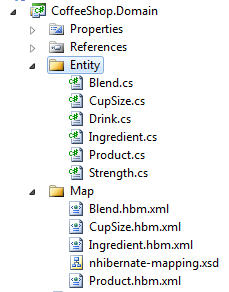 CoffeeShop.Domain
Properties
References
Entity
Blend.cs
CupSize.cs
Drink.cs
Ingredient.cs
Product.cs
Strength.cs
Map
Blend.hbm.xml
CupSize.hbm.xml
Ingredient.hbm.xml
nhibernate-mapping.xsd
Product.hbm.xml